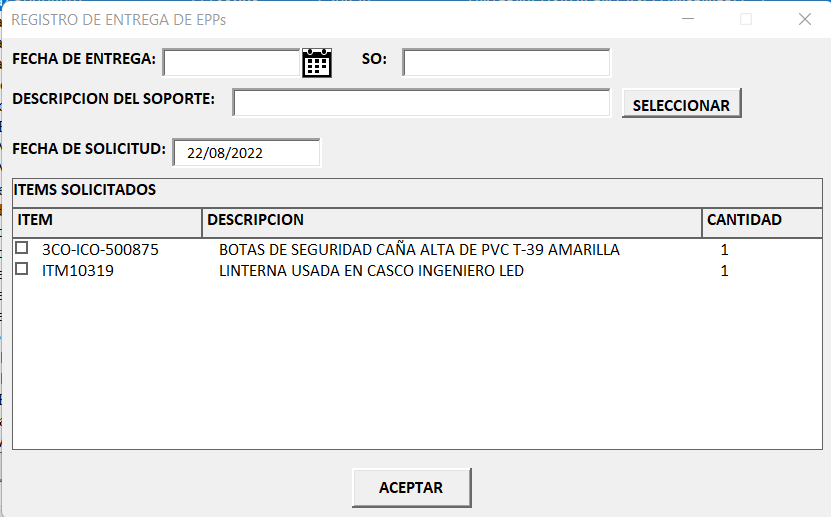 REGISTRO DE ENTREGA DE EPPs
FECHA DE ENTREGA: SO:
DESCRIPCION DEL SOPORTE: SELECCIONAR
FECHA DE SOLICITUD: 22/08/2022
ITEMS SOLICITADOS
ITEM DESCRIPCION CANTIDAD
3CO-ICO-500875 BOTAS DE SEGURIDAD CAÑA ALTA DE PVC T-39 AMARILLA 1
ITM10319 LINTERNA USADA EN CASCO INGENIERO LED 1
ACEPTAR